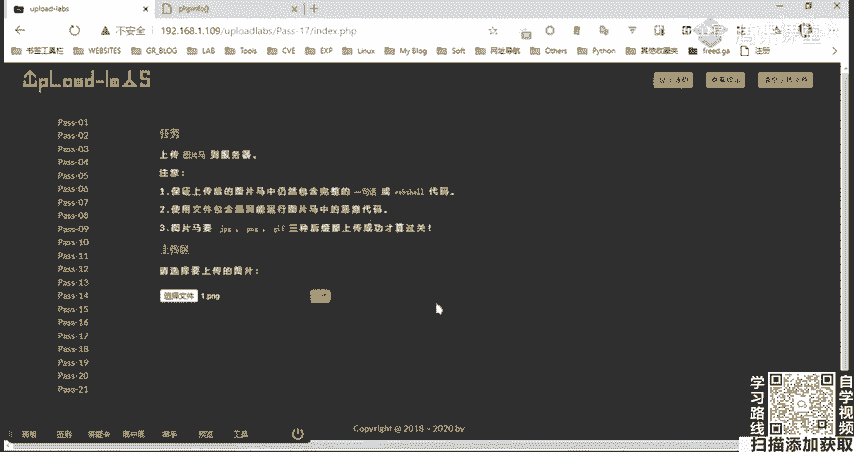 upload-labs
phpinfo()
不安全 192.168.1.109/uploadlabs/Pass-17/index.php
书签工具栏 WEBSITES GR_BLOG LAB Tools CVE EXP Linux My Blog Soft 网址导航 Others Python 其他收藏夹 freed.ga 注册
UpLoad-labs
Pass-01
Pass-02
Pass-03
Pass-04
Pass-05
Pass-06
Pass-07
Pass-08
Pass-09
Pass-10
Pass-11
Pass-12
Pass-13
Pass-14
Pass-15
Pass-16
Pass-17
Pass-18
Pass-19
Pass-20
Pass-21
任务
上传 图片马 到服务器。
注意：
1.保证上传后的图片马中仍然包含完整的 一句话 或 webshell 代码。
2.使用文件包含漏洞能运行图片马中的恶意代码。
3.图片马要 .jpg , .png , .gif 三种后缀都上传成功才算过关！
上传区
请选择要上传的图片：
选择文件 1.png
Copyright @ 2018 ~ 2020 by
学习路线
自学视频
扫描添加获取